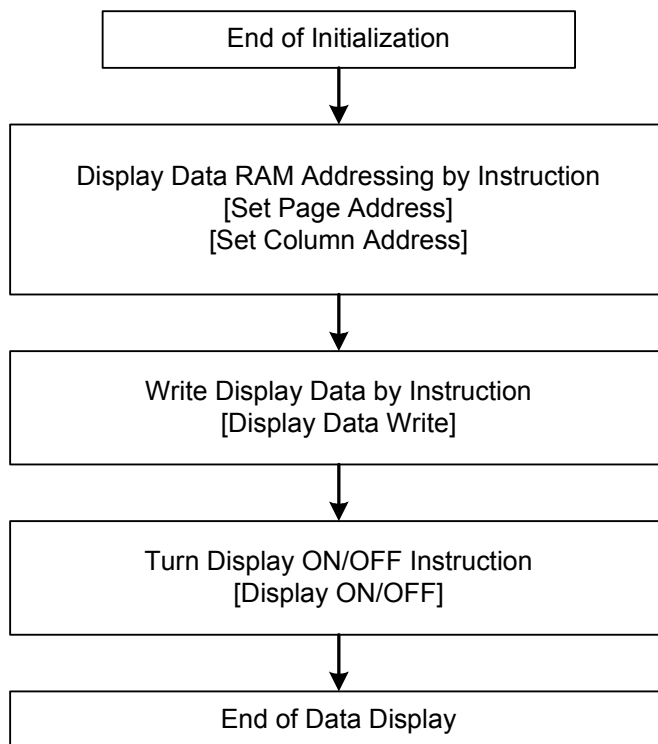 End of Initialization
Display Data RAM Addressing by Instruction
[Set Page Address]
[Set Column Address]
Write Display Data by Instruction
[Display Data Write]
Turn Display ON/OFF Instruction
[Display ON/OFF]
End of Data Display